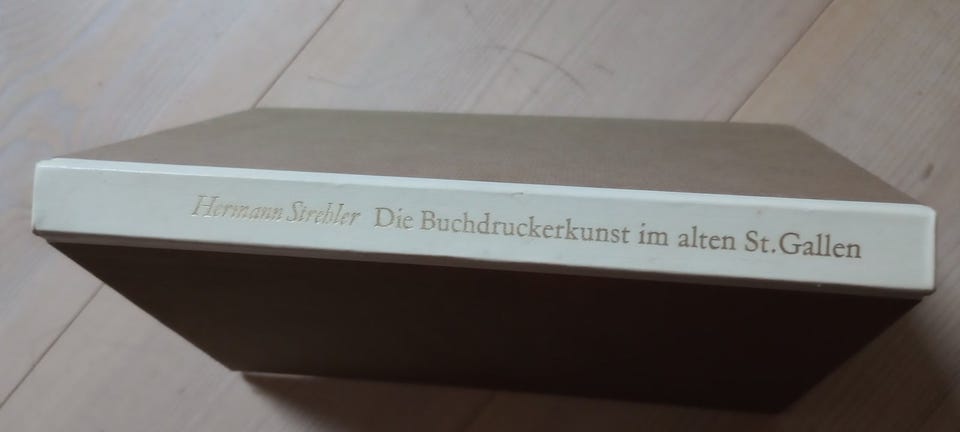 Hermann Strehler Die Buchdruckerkunst im alten St. Gallen